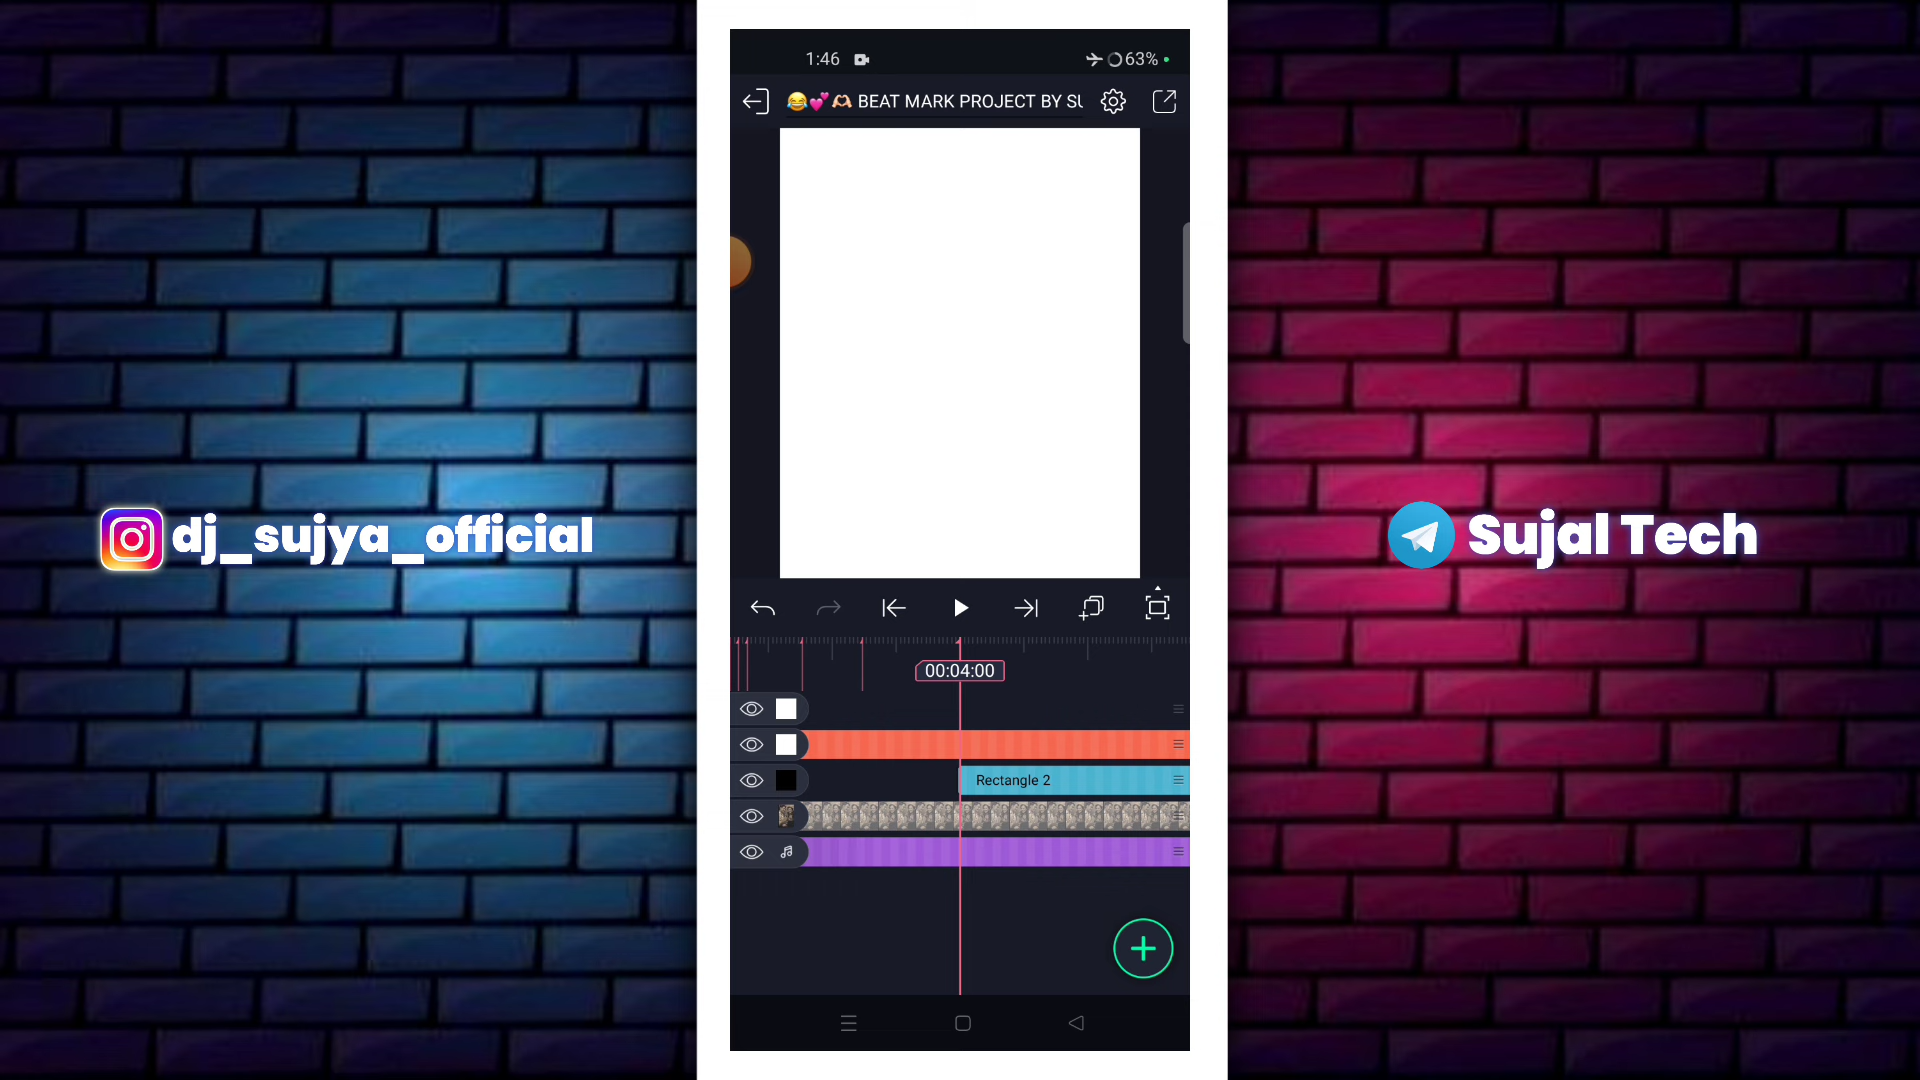 1:46
63%
😂💕🫶🏻 BEAT MARK PROJECT BY SU
dj_sujya_official
Sujal Tech
00:04:00
Rectangle 2